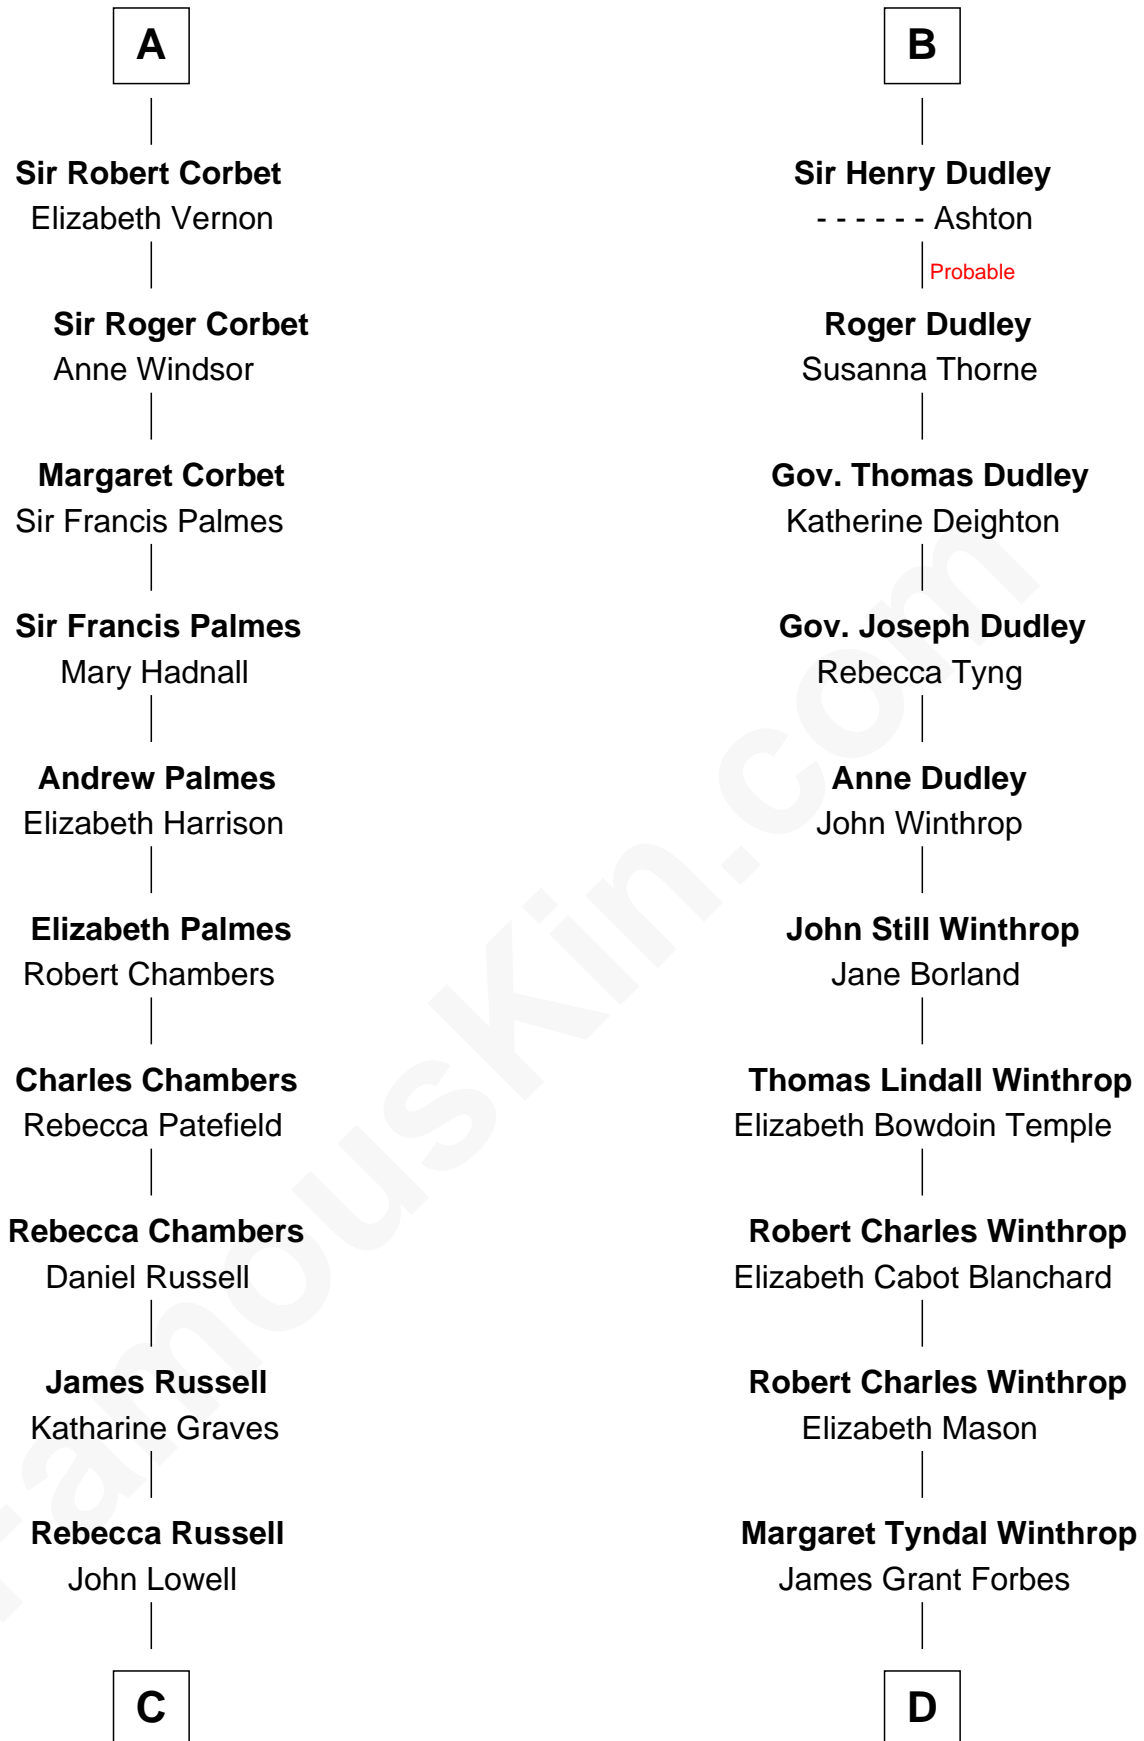 A
Sir Robert Corbet
Elizabeth Vernon
Sir Roger Corbet
Anne Windsor
Margaret Corbet
Sir Francis Palmes
Sir Francis Palmes
Mary Hadnall
Andrew Palmes
Elizabeth Harrison
Elizabeth Palmes
Robert Chambers
Charles Chambers
Rebecca Patefield
Rebecca Chambers
Daniel Russell
James Russell
Katharine Graves
Rebecca Russell
John Lowell
C
B
Sir Henry Dudley
- - - - - - Ashton
Probable
Roger Dudley
Susanna Thorne
Gov. Thomas Dudley
Katherine Deighton
Gov. Joseph Dudley
Rebecca Tyng
Anne Dudley
John Winthrop
John Still Winthrop
Jane Borland
Thomas Lindall Winthrop
Elizabeth Bowdoin Temple
Robert Charles Winthrop
Elizabeth Cabot Blanchard
Robert Charles Winthrop
Elizabeth Mason
Margaret Tyndal Winthrop
James Grant Forbes
D
FamousKin.com